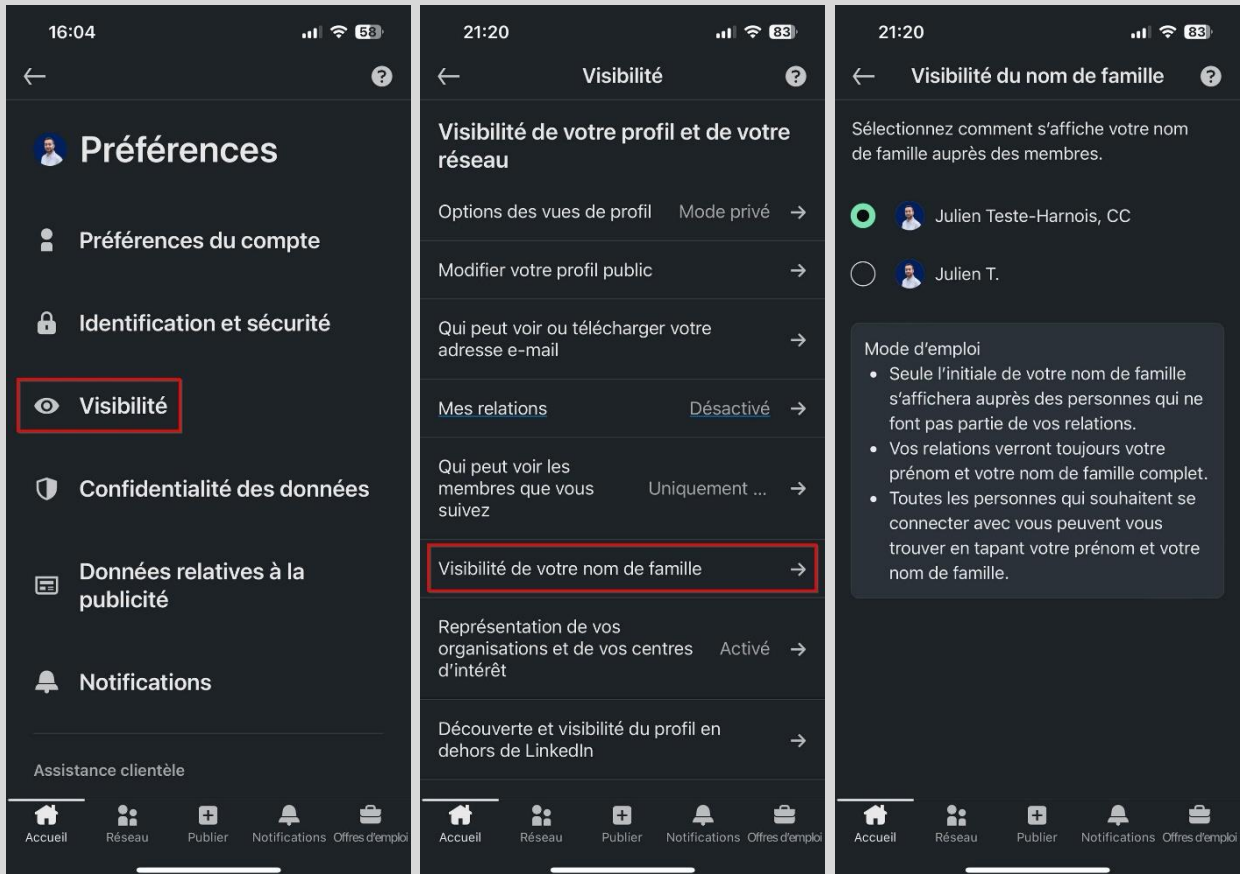 16:04
58
Préférences
Préférences du compte
Identification et sécurité
Visibilité
Confidentialité des données
Données relatives à la
publicité
Notifications
Assistance clientèle
Accueil
Réseau
Publier
Notifications
Offres d'emploi
21:20
83
Visibilité
Visibilité de votre profil et de votre
réseau
Options des vues de profil
Mode privé
Modifier votre profil public
Qui peut voir ou télécharger votre
adresse e-mail
Mes relations
Désactivé
Qui peut voir les
membres que vous
suivez
Uniquement ...
Visibilité de votre nom de famille
Représentation de vos
organisations et de vos centres
d'intérêt
Activé
Découverte et visibilité du profil en
dehors de LinkedIn
Accueil
Réseau
Publier
Notifications
Offres d'emploi
21:20
83
Visibilité du nom de famille
Sélectionnez comment s'affiche votre nom
de famille auprès des membres.
Julien Teste-Harnois, CC
Julien T.
Mode d'emploi
• Seule l'initiale de votre nom de famille
s'affichera auprès des personnes qui ne
font pas partie de vos relations.
• Vos relations verront toujours votre
prénom et votre nom de famille complet.
• Toutes les personnes qui souhaitent se
connecter avec vous peuvent vous
trouver en tapant votre prénom et votre
nom de famille.
Accueil
Réseau
Publier
Notifications
Offres d'emploi